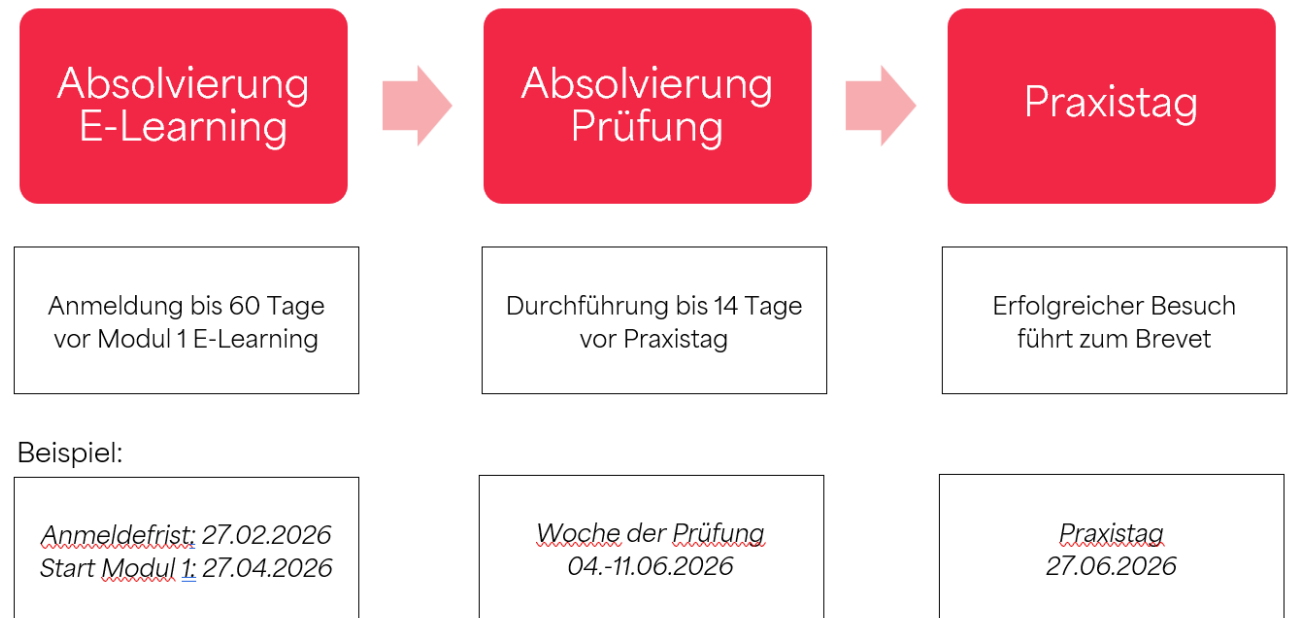 Absolvierung
E-Learning
Absolvierung
Prüfung
Praxistag
Anmeldung bis 60 Tage
vor Modul 1 E-Learning
Durchführung bis 14 Tage
vor Praxistag
Erfolgreicher Besuch
führt zum Brevet
Beispiel:
Anmeldefrist: 27.02.2026
Start Modul 1: 27.04.2026
Woche der Prüfung
04.-11.06.2026
Praxistag
27.06.2026